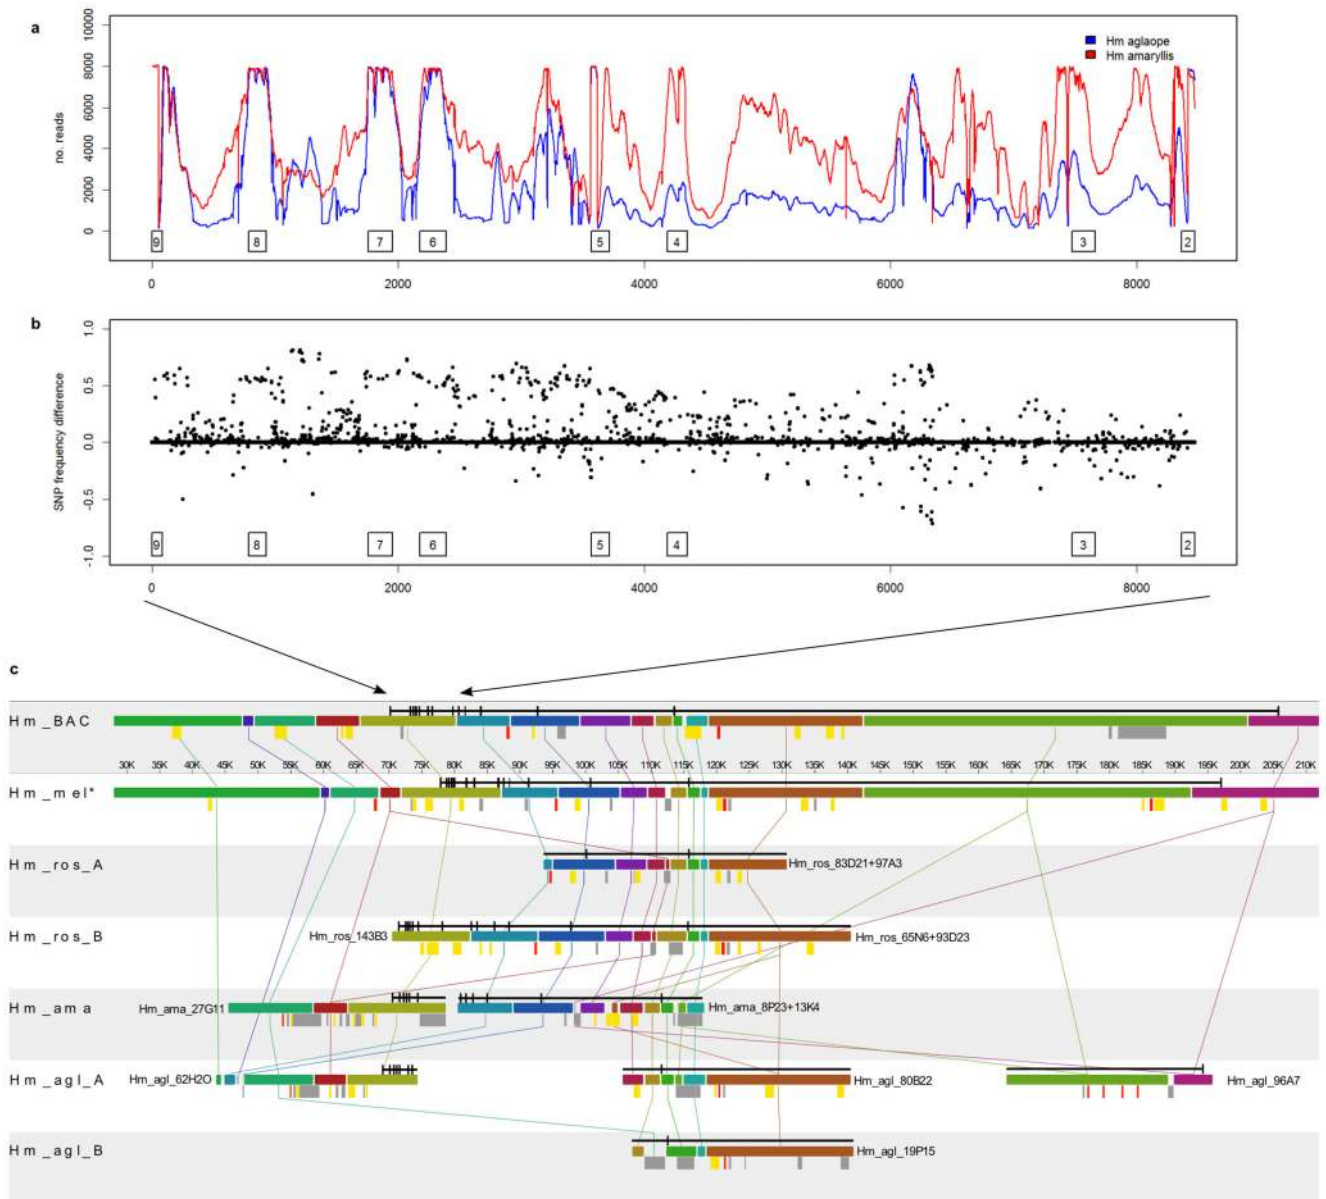 a
no. reads
0 2000 4000 6000 8000 10000
Hm aglaope
Hm amaryllis
9 8 7 6 5 4 3 2
0 2000 4000 6000 8000
b
SNP frequency difference
-1.0 -0.5 0.0 0.5 1.0
9 8 7 6 5 4 3 2
0 2000 4000 6000 8000
c
Hm_BAC
30K 35K 40K 45K 50K 55K 60K 65K 70K 75K 80K 85K 90K 95K 100K 105K 110K 115K 120K 125K 130K 135K 140K 145K 150K 155K 160K 165K 170K 175K 180K 185K 190K 195K 200K 205K 210K
Hm_mel*
Hm_ros_A
Hm_ros_83D21+97A3
Hm_ros_B
Hm_ros_143B3
Hm_ros_65N6+93D23
Hm_ama
Hm_ama_27G11
Hm_ama_8P23+13K4
Hm_agl_A
Hm_agl_62H2O
Hm_agl_80B22
Hm_agl_96A7
Hm_agl_B
Hm_agl_19P15